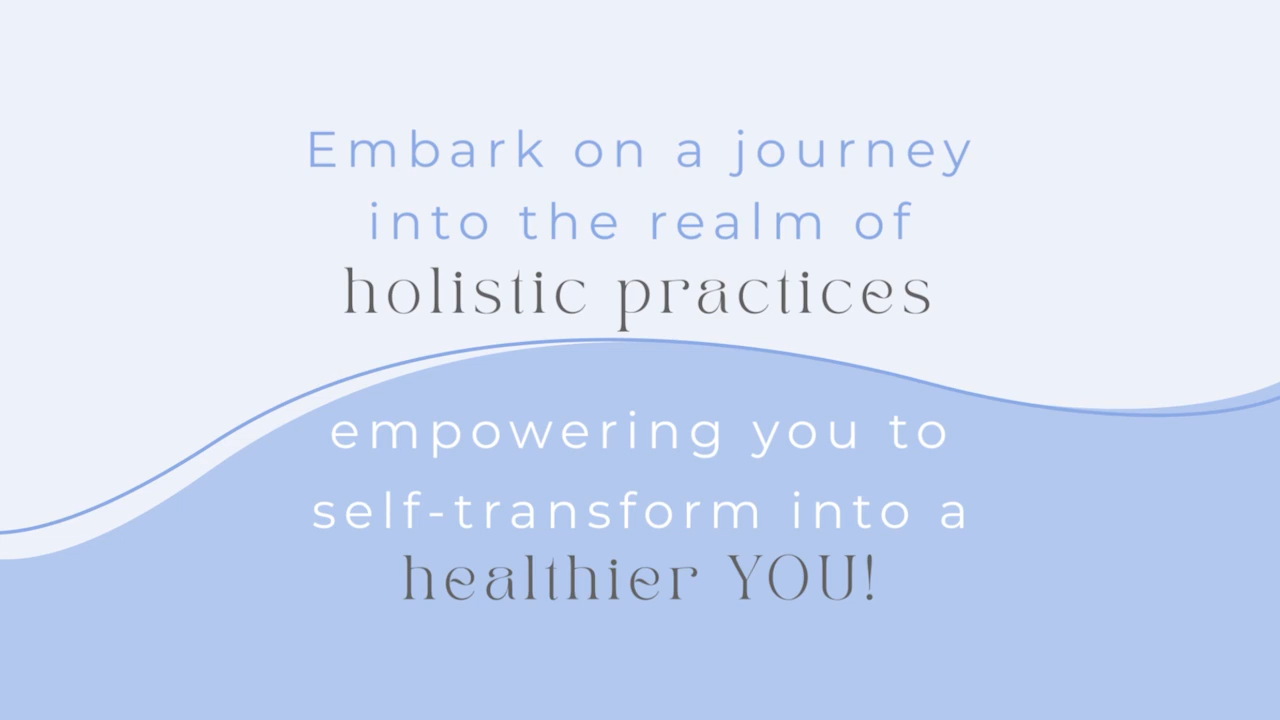 Embark on a journey
into the realm of
holistic practices
empowering you to
self-transform into a
healthier YOU!